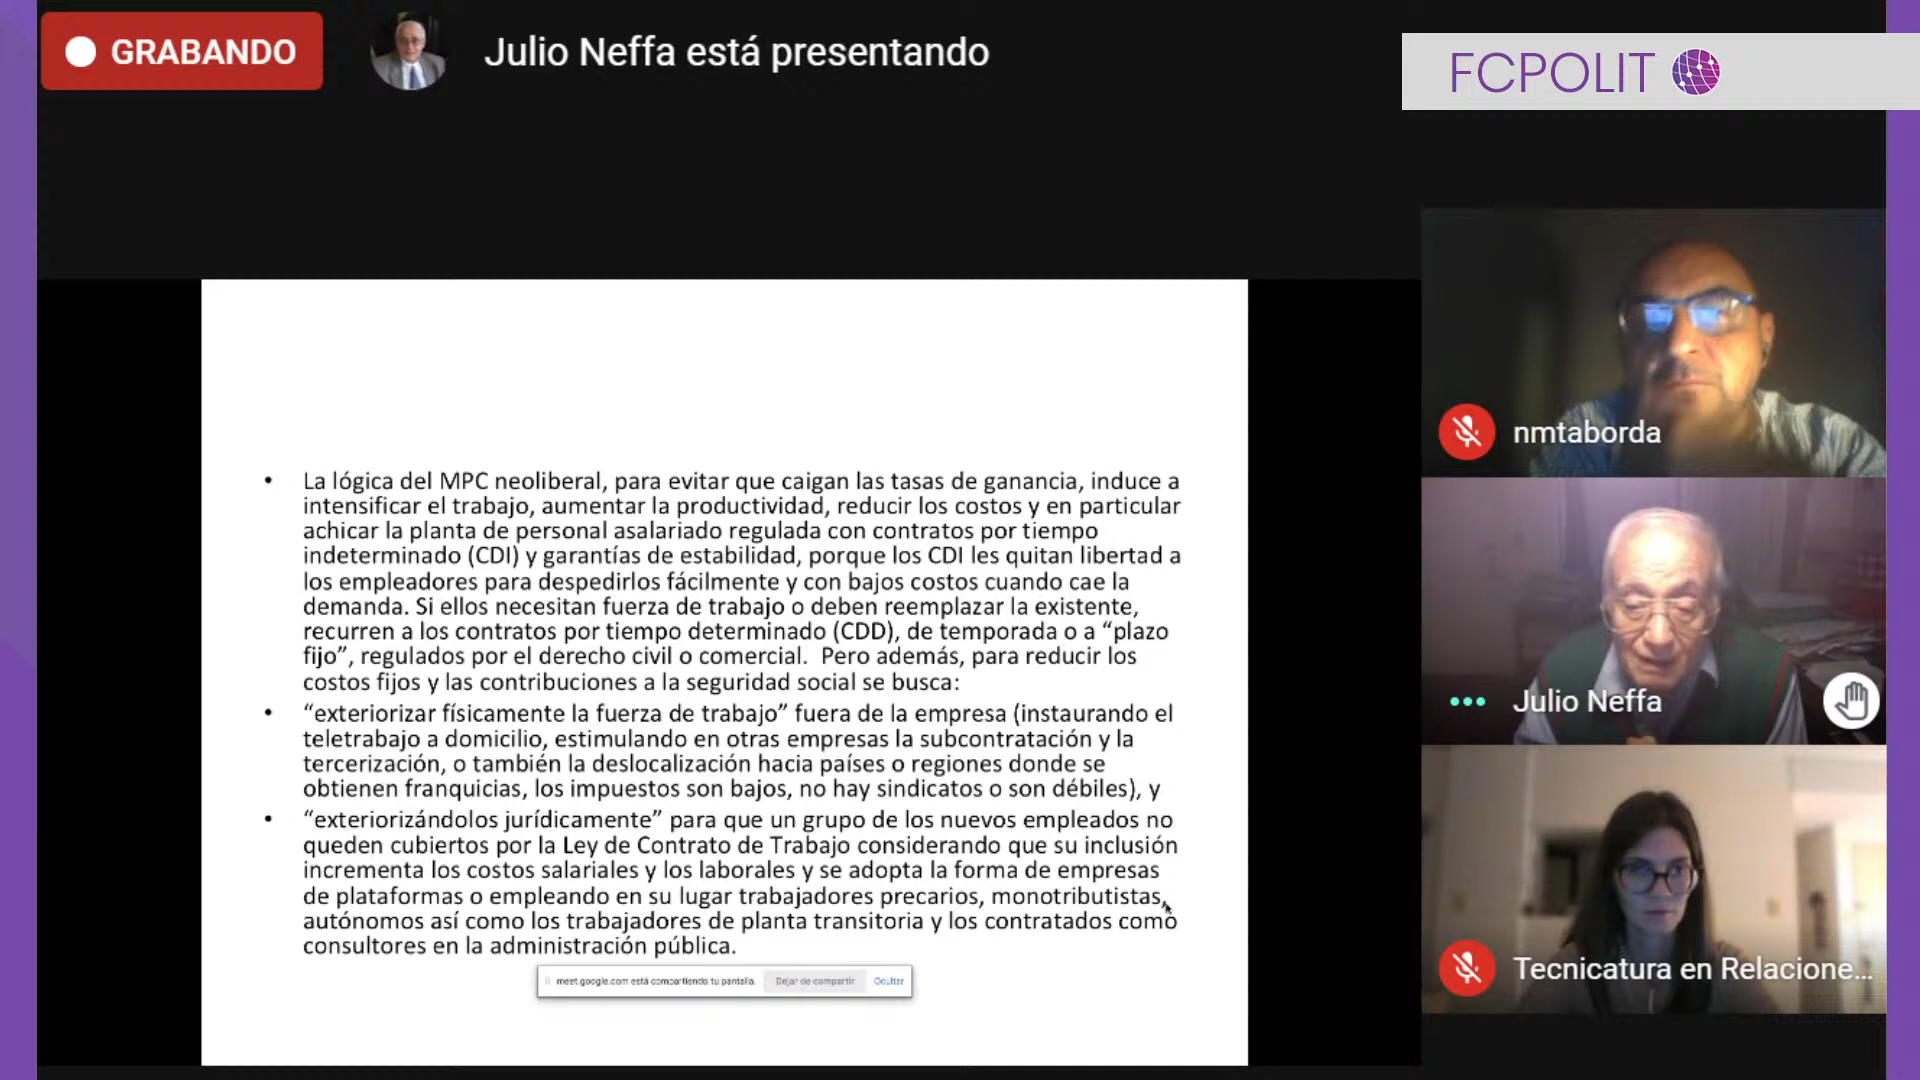 GRABANDO
Julio Neffa está presentando
FCPOLIT
• La lógica del MPC neoliberal, para evitar que caigan las tasas de ganancia, induce a
intensificar el trabajo, aumentar la productividad, reducir los costos y en particular
achicar la planta de personal asalariado regulada con contratos por tiempo
indeterminado (CDI) y garantías de estabilidad, porque los CDI les quitan libertad a
los empleadores para despedirlos fácilmente y con bajos costos cuando cae la
demanda. Si ellos necesitan fuerza de trabajo o deben reemplazar la existente,
recurren a los contratos por tiempo determinado (CDD), de temporada o a “plazo
fijo”, regulados por el derecho civil o comercial. Pero además, para reducir los
costos fijos y las contribuciones a la seguridad social se busca:
• “exteriorizar físicamente la fuerza de trabajo” fuera de la empresa (instaurando el
teletrabajo a domicilio, estimulando en otras empresas la subcontratación y la
tercerización, o también la deslocalización hacia países o regiones donde se
obtienen franquicias, los impuestos son bajos, no hay sindicatos o son débiles), y
• “exteriorizándolos jurídicamente” para que un grupo de los nuevos empleados no
queden cubiertos por la Ley de Contrato de Trabajo considerando que su inclusión
incrementa los costos salariales y los laborales y se adopta la forma de empresas
de plataformas o empleando en su lugar trabajadores precarios, monotributistas,
autónomos así como los trabajadores de planta transitoria y los contratados como
consultores en la administración pública.
meet.google.com está compartiendo tu pantalla. Dejar de compartir Ocultar
nmtaborda
Julio Neffa
Tecnicatura en Relacione...